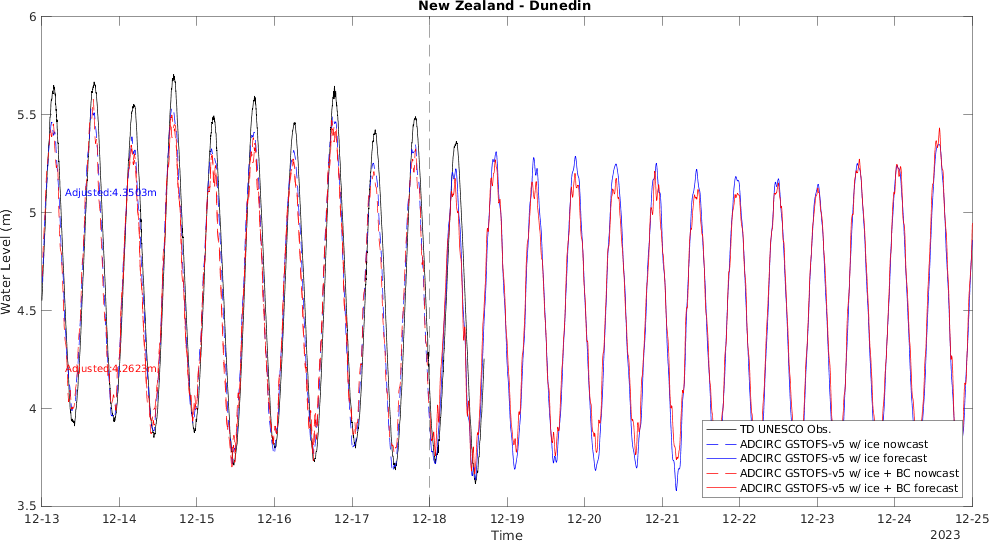 New Zealand - Dunedin
6
5.5
5
4.5
4
3.5
Water Level (m)
Adjusted:4.3503m
Adjusted:4.2623m
TD UNESCO Obs.
ADCIRC GSTOFS-v5 w/ ice nowcast
ADCIRC GSTOFS-v5 w/ ice forecast
ADCIRC GSTOFS-v5 w/ ice + BC nowcast
ADCIRC GSTOFS-v5 w/ ice + BC forecast
12-13 12-14 12-15 12-16 12-17 12-18 12-19 12-20 12-21 12-22 12-23 12-24 12-25
Time
2023